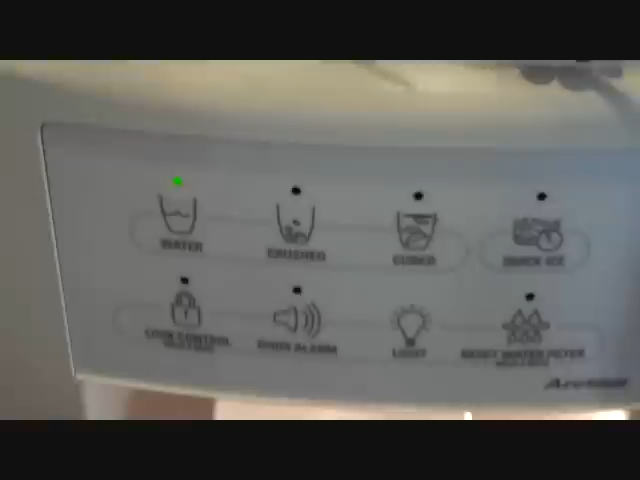 WATER
CRUSHED
CUBED
QUICK ICE
LOCK CONTROL
DOOR ALARM
LIGHT
RESET WATER FILTER